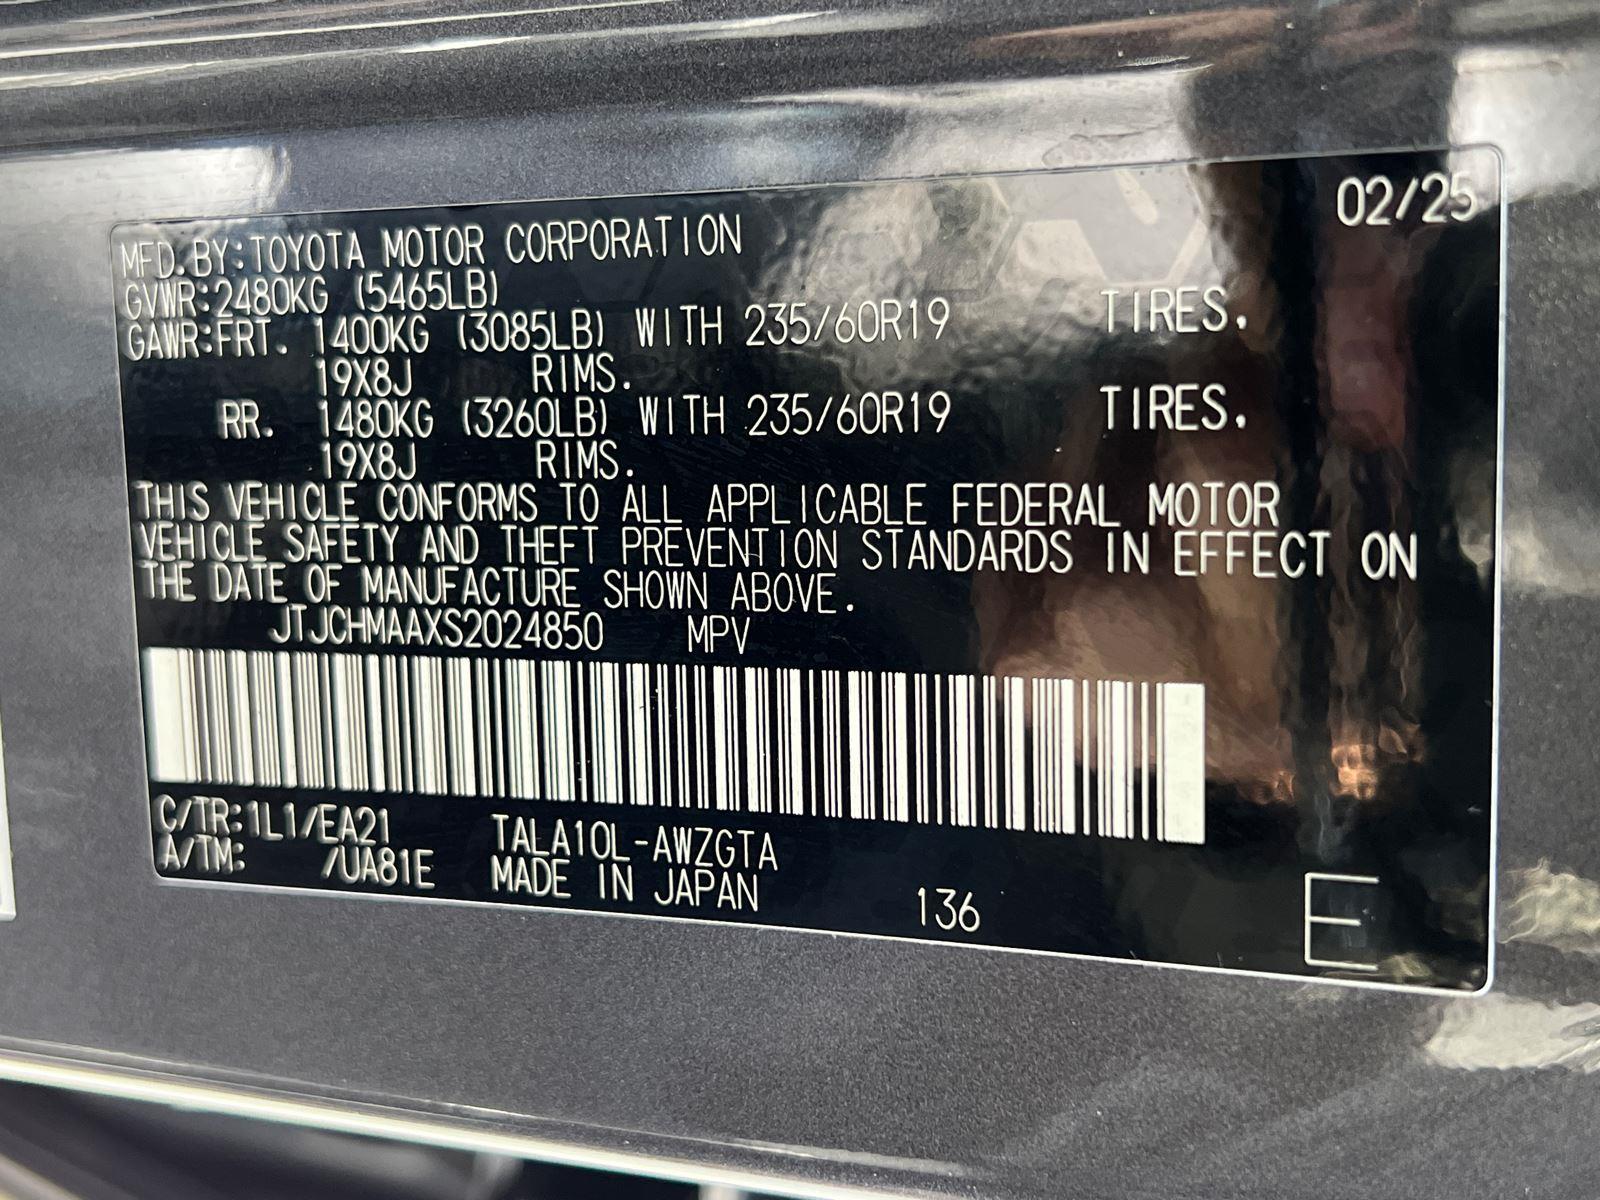 02/25
MFD.BY:TOYOTA MOTOR CORPORATION
GVWR:2480KG (5465LB)
GAWR:FRT. 1400KG (3085LB) WITH 235/60R19 TIRES.
19X8J RIMS.
RR. 1480KG (3260LB) WITH 235/60R19 TIRES.
19X8J RIMS.
THIS VEHICLE CONFORMS TO ALL APPLICABLE FEDERAL MOTOR
VEHICLE SAFETY AND THEFT PREVENTION STANDARDS IN EFFECT ON
THE DATE OF MANUFACTURE SHOWN ABOVE.
JTJCHMAAXS2024850 MPV
C/TR:1L1/EA21 TALA10L-AWZGTA
A/TM: /UA81E MADE IN JAPAN 136
E